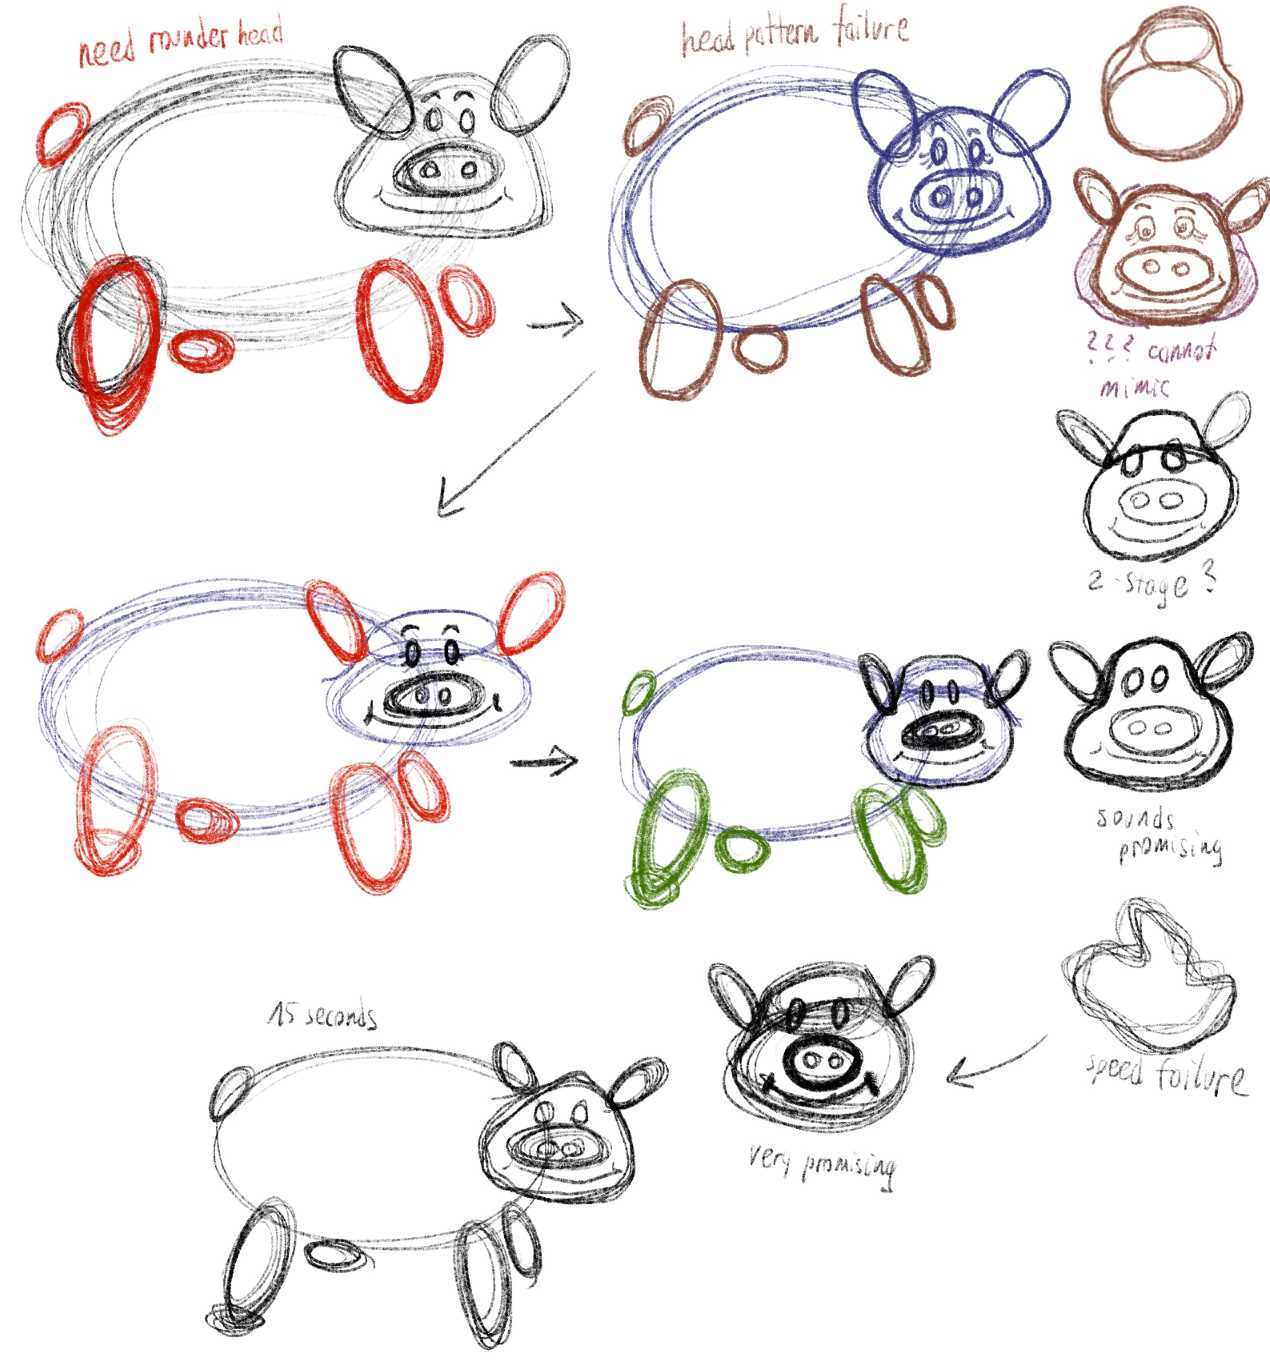 need rounder head
head pattern failure
??? cannot
mimic
2-stage?
sounds
promising
speed failure
very promising
15 seconds